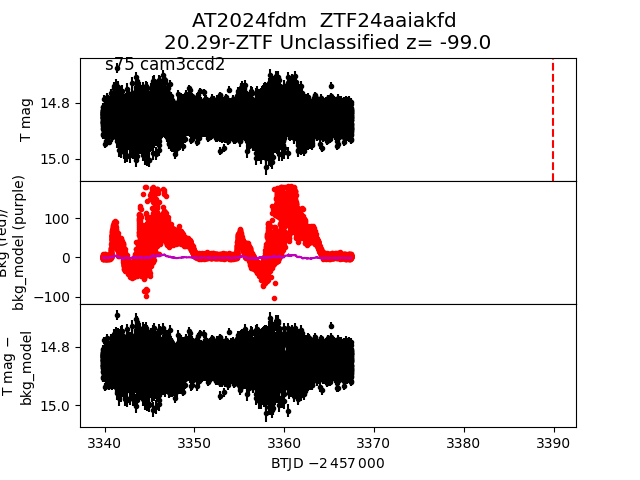 AT2024fdm  ZTF24aaiakfd
20.29r-ZTF Unclassified z= -99.0
s75 cam3ccd2
T mag
14.8
15.0
Bkg (red)/
bkg_model (purple)
100
0
−100
T mag −
bkg_model
14.8
15.0
3340 3350 3360 3370 3380 3390
BTJD −2 457 000